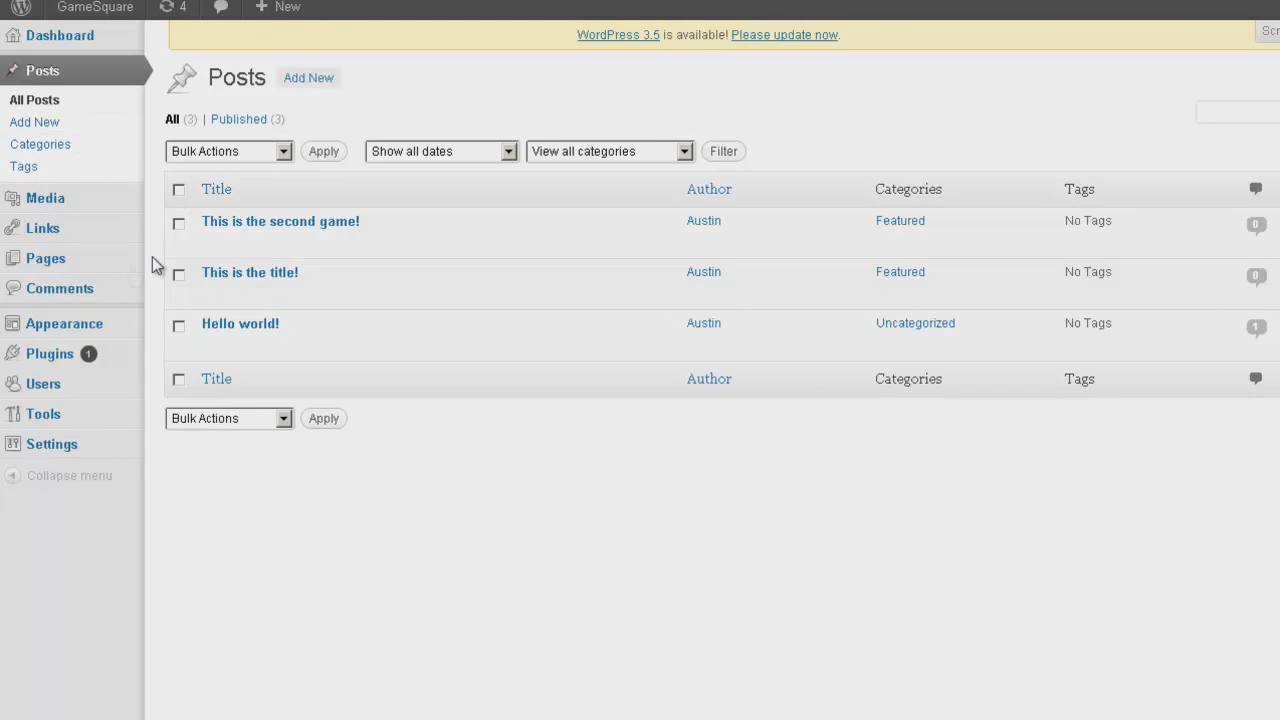 GameSquare 4 New
Dashboard
WordPress 3.5 is available! Please update now.
Scr
Posts
Posts Add New
All Posts
Add New
Categories
Tags
Media
Links
Pages
Comments
Appearance
Plugins 1
Users
Tools
Settings
Collapse menu
All (3) | Published (3)
Bulk Actions Apply Show all dates View all categories Filter
Title Author Categories Tags
This is the second game! Austin Featured No Tags 0
This is the title! Austin Featured No Tags 0
Hello world! Austin Uncategorized No Tags 1
Title Author Categories Tags
Bulk Actions Apply